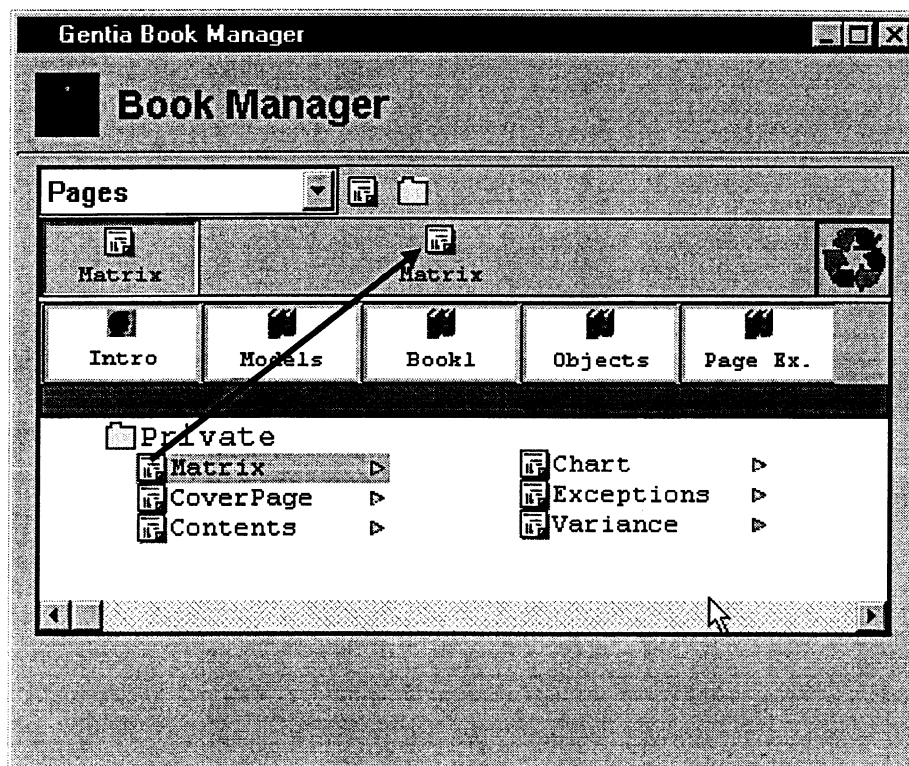 Gentia Book Manager
Book Manager
Pages
Matrix Matrix
Intro Models Book1 Objects Page Ex.
Private
Matrix Chart
CoverPage Exceptions
Contents Variance